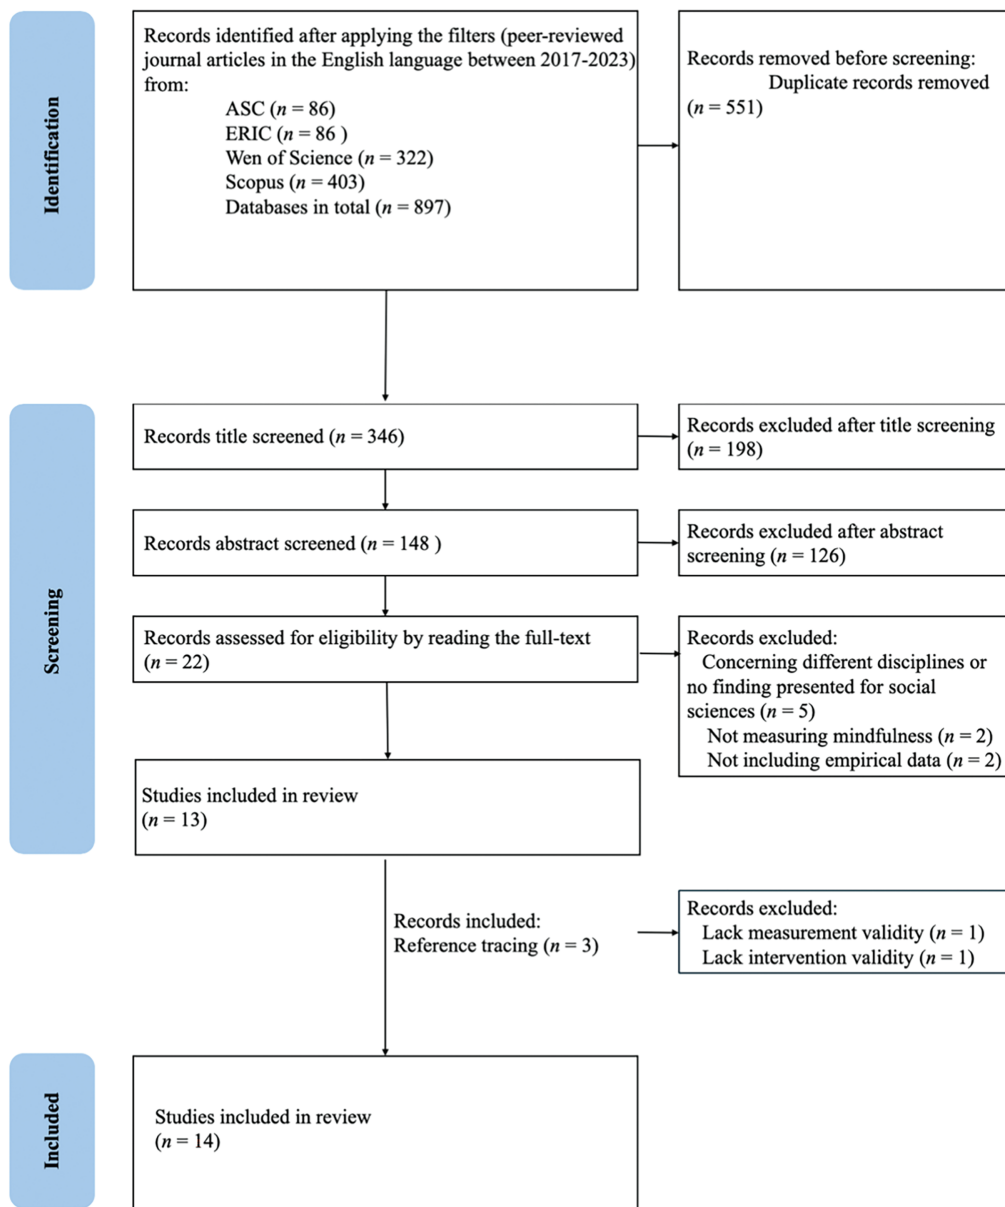 Identification
Records identified after applying the filters (peer-reviewed
journal articles in the English language between 2017-2023)
from:
ASC (n = 86)
ERIC (n = 86 )
Wen of Science (n = 322)
Scopus (n = 403)
Databases in total (n = 897)
Records removed before screening:
Duplicate records removed
(n = 551)
Screening
Records title screened (n = 346)
Records excluded after title screening
(n = 198)
Records abstract screened (n = 148 )
Records excluded after abstract
screening (n = 126)
Records assessed for eligibility by reading the full-text
(n = 22)
Records excluded:
Concerning different disciplines or
no finding presented for social
sciences (n = 5)
Not measuring mindfulness (n = 2)
Not including empirical data (n = 2)
Studies included in review
(n = 13)
Records included:
Reference tracing (n = 3)
Records excluded:
Lack measurement validity (n = 1)
Lack intervention validity (n = 1)
Included
Studies included in review
(n = 14)